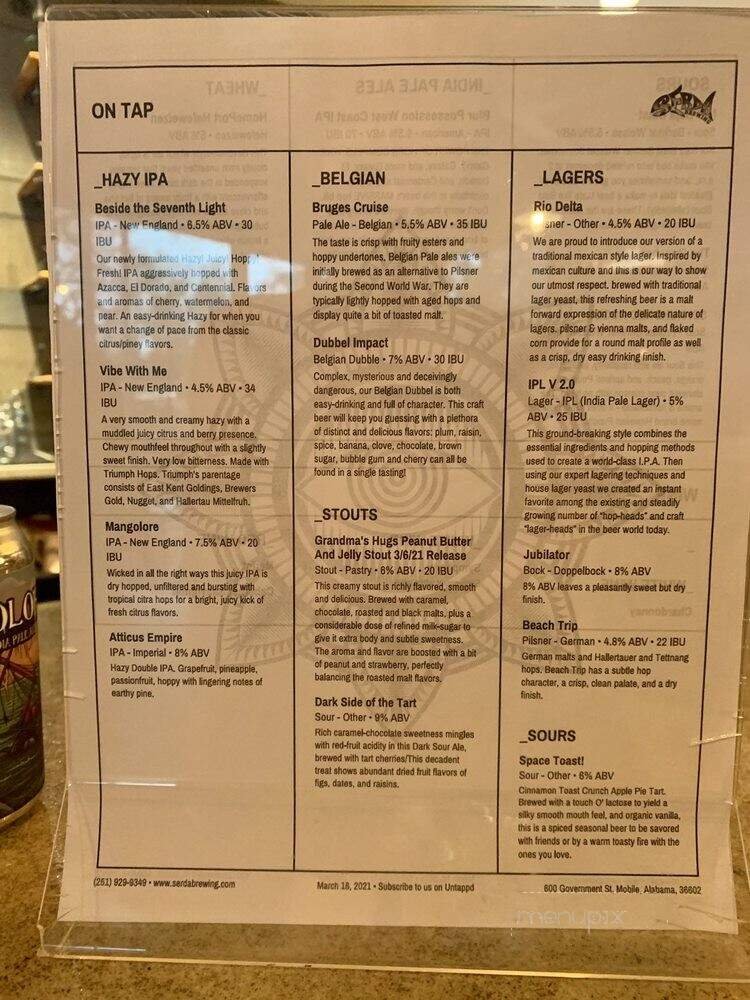 ON TAP
_HAZY IPA
Beside the Seventh Light
IPA - New England • 6.5% ABV • 30
IBU
Our newly formulated Hazy! Juicy! Hoppy!
Fresh! IPA aggressively hopped with
Azacca, El Dorado, and Centennial. Flavors
and aromas of cherry, watermelon, and
pear. An easy-drinking Hazy for when you
want a change of pace from the classic
citrus/piney flavors.
Vibe With Me
IPA - New England • 4.5% ABV • 34
IBU
A very smooth and creamy hazy with a
muddled juicy citrus and berry presence.
Chewy mouthfeel throughout with a slightly
sweet finish. Very low bitterness. Made with
Triumph Hops. Triumph's parentage
consists of East Kent Goldings, Brewers
Gold, Nugget, and Hallertau Mittelfruh.
Mangolore
IPA - New England • 7.5% ABV • 20
IBU
Wicked in all the right ways this juicy IPA is
dry hopped, unfiltered and bursting with
tropical citra hops for a bright, juicy kick of
fresh citrus flavors.
Atticus Empire
IPA - Imperial • 8% ABV
Hazy Double IPA. Grapefruit, pineapple,
passionfruit, hoppy with lingering notes of
earthy pine.
_BELGIAN
Bruges Cruise
Pale Ale - Belgian • 5.5% ABV • 35 IBU
The taste is crisp with fruity esters and
hoppy undertones, Belgian Pale ales were
initially brewed as an alternative to Pilsner
during the Second World War. They are
typically lightly hopped with aged hops and
display quite a bit of toasted malt.
Dubbel Impact
Belgian Dubble • 7% ABV • 30 IBU
Complex, mysterious and deceivingly
dangerous, our Belgian Dubbel is both
easy-drinking and full of character. This craft
beer will keep you guessing with a plethora
of distinct and delicious flavors: plum, raisin,
spice, banana, clove, chocolate, brown
sugar, bubble gum and cherry can all be
found in a single tasting!
_STOUTS
Grandma's Hugs Peanut Butter
And Jelly Stout 3/6/21 Release
Stout - Pastry • 6% ABV • 20 IBU
This creamy stout is richly flavored, smooth
and delicious. Brewed with caramel,
chocolate, roasted and black malts, plus a
considerable dose of refined milk-sugar to
give it extra body and subtle sweetness.
The aroma and flavor are boosted with a bit
of peanut and strawberry, perfectly
balancing the roasted malt flavors.
Dark Side of the Tart
Sour - Other • 9% ABV
Rich caramel-chocolate sweetness mingles
with red-fruit acidity in this Dark Sour Ale,
brewed with tart cherries/This decadent
treat shows abundant dried fruit flavors of
figs, dates, and raisins.
SERDA
BREWING
_LAGERS
Rio Delta
sner - Other • 4.5% ABV • 20 IBU
We are proud to introduce our version of a
traditional mexican style lager. Inspired by
mexican culture and this is our way to show
our utmost respect. brewed with traditional
lager yeast, this refreshing beer is a malt
forward expression of the delicate nature of
lagers. pilsner & vienna malts, and flaked
corn provide for a round malt profile as well
as a crisp, dry easy drinking finish.
IPL V 2.0
Lager - IPL (India Pale Lager) • 5%
ABV • 25 IBU
This ground-breaking style combines the
essential ingredients and hopping methods
used to create a world-class I.P.A. Then
using our expert lagering techniques and
house lager yeast we created an instant
favorite among the existing and steadily
growing number of "hop-heads" and craft
"lager-heads" in the beer world today.
Jubilator
Bock - Doppelbock • 8% ABV
8% ABV leaves a pleasantly sweet but dry
finish.
Beach Trip
Pilsner - German • 4.8% ABV • 22 IBU
German malts and Hallertauer and Tettnang
hops. Beach Trip has a subtle hop
character, a crisp, clean palate, and a dry
finish.
_SOURS
Space Toast!
Sour - Other • 6% ABV
Cinnamon Toast Crunch Apple Pie Tart.
Brewed with a touch O' lactose to yield a
silky smooth mouth feel, and organic vanilla,
this is a spiced seasonal beer to be savored
with friends or by a warm toasty fire with the
ones you love.
(251) 929-9349 • www.serdabrewing.com
March 16, 2021 • Subscribe to us on Untappd
600 Government St, Mobile, Alabama, 36602
menupix